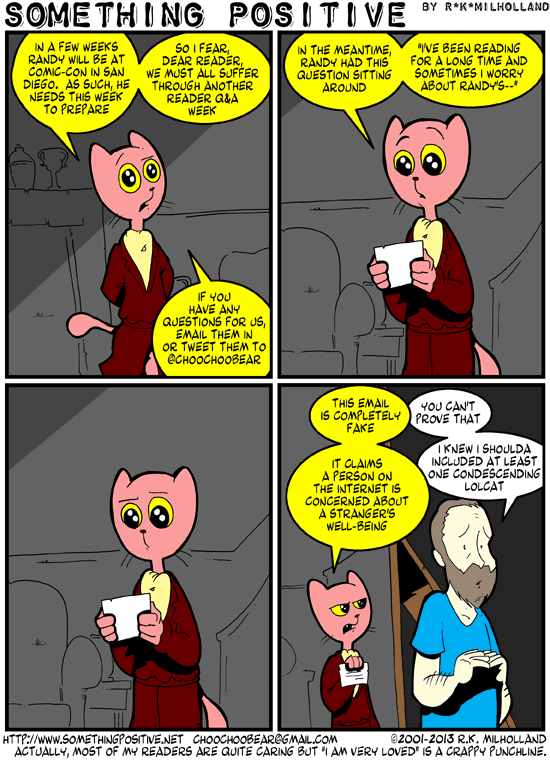 SOMETHING POSITIVE BY R*K*MILHOLLAND
IN A FEW WEEKS
RANDY WILL BE AT
COMIC-CON IN SAN
DIEGO. AS SUCH, HE
NEEDS THIS WEEK
TO PREPARE
SO I FEAR,
DEAR READER,
WE MUST ALL SUFFER
THROUGH ANOTHER
READER Q&A
WEEK
IF YOU
HAVE ANY
QUESTIONS FOR US,
EMAIL THEM IN
OR TWEET THEM TO
@CHOOCHOOBEAR
IN THE MEANTIME,
RANDY HAD THIS
QUESTION SITTING
AROUND
"I'VE BEEN READING
FOR A LONG TIME AND
SOMETIMES I WORRY
ABOUT RANDY'S--"
THIS EMAIL
IS COMPLETELY
FAKE
YOU CAN'T
PROVE THAT
IT CLAIMS
A PERSON ON
THE INTERNET IS
CONCERNED ABOUT
A STRANGER'S
WELL-BEING
I KNEW I SHOULDA
INCLUDED AT LEAST
ONE CONDESCENDING
LOLCAT
HTTP://WWW.SOMETHINGPOSITIVE.NET CHOOCHOOBEAR@GMAIL.COM ©2001-2013 R.K. MILHOLLAND
ACTUALLY, MOST OF MY READERS ARE QUITE CARING BUT "I AM VERY LOVED" IS A CRAPPY PUNCHLINE.